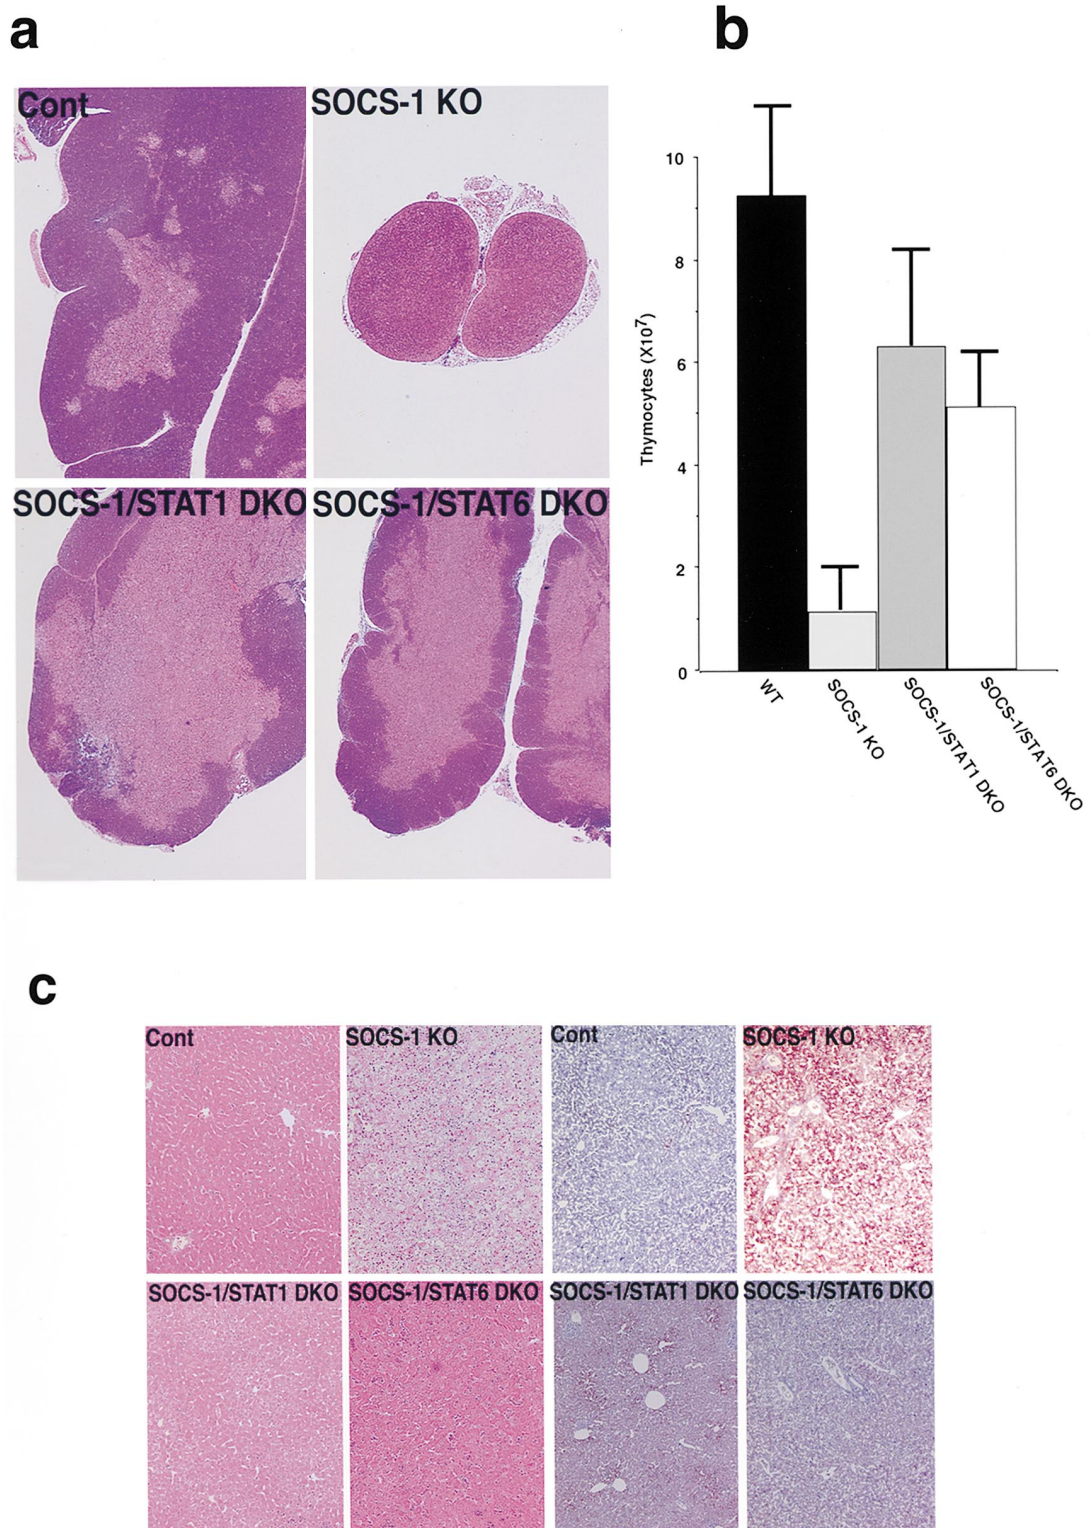 a
b
Cont
SOCS-1 KO
SOCS-1/STAT1 DKO
SOCS-1/STAT6 DKO
Thymocytes (X10⁷)
10
8
6
4
2
0
WT
SOCS-1 KO
SOCS-1/STAT1 DKO
SOCS-1/STAT6 DKO
c
Cont
SOCS-1 KO
Cont
SOCS-1 KO
SOCS-1/STAT1 DKO
SOCS-1/STAT6 DKO
SOCS-1/STAT1 DKO
SOCS-1/STAT6 DKO